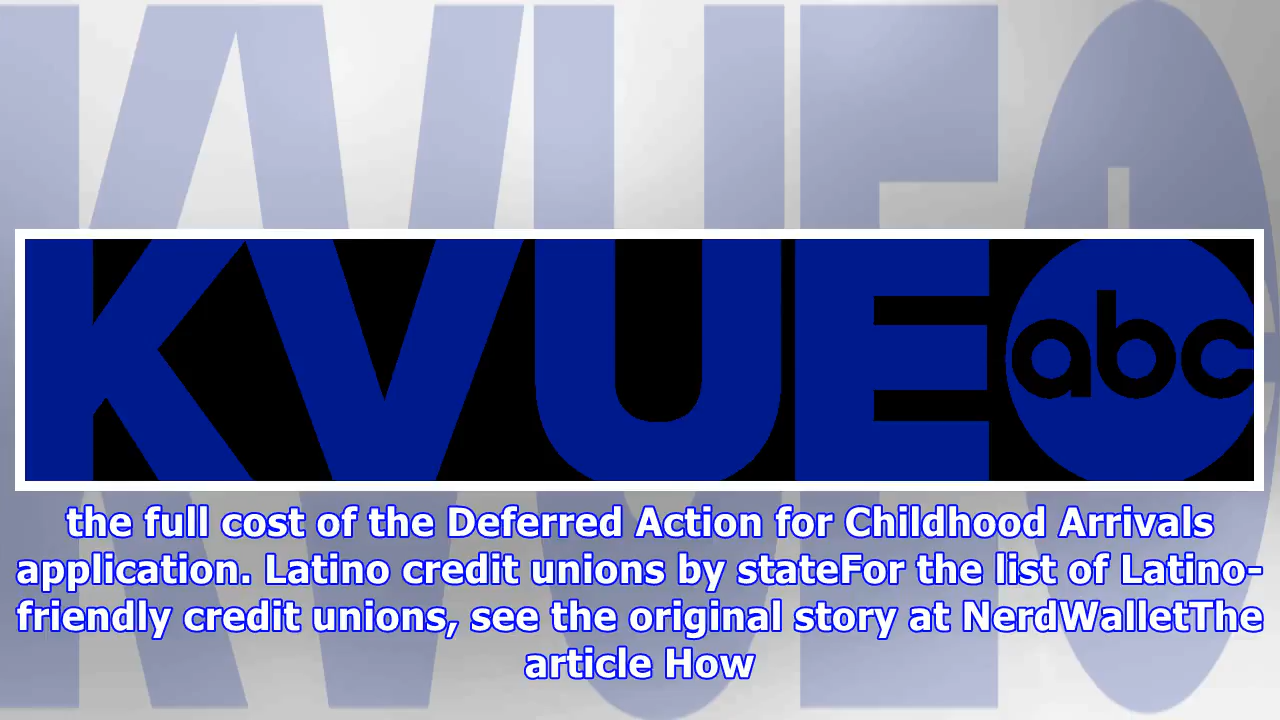 KVUE abc
the full cost of the Deferred Action for Childhood Arrivals
application. Latino credit unions by stateFor the list of Latino-
friendly credit unions, see the original story at NerdWalletThe
article How